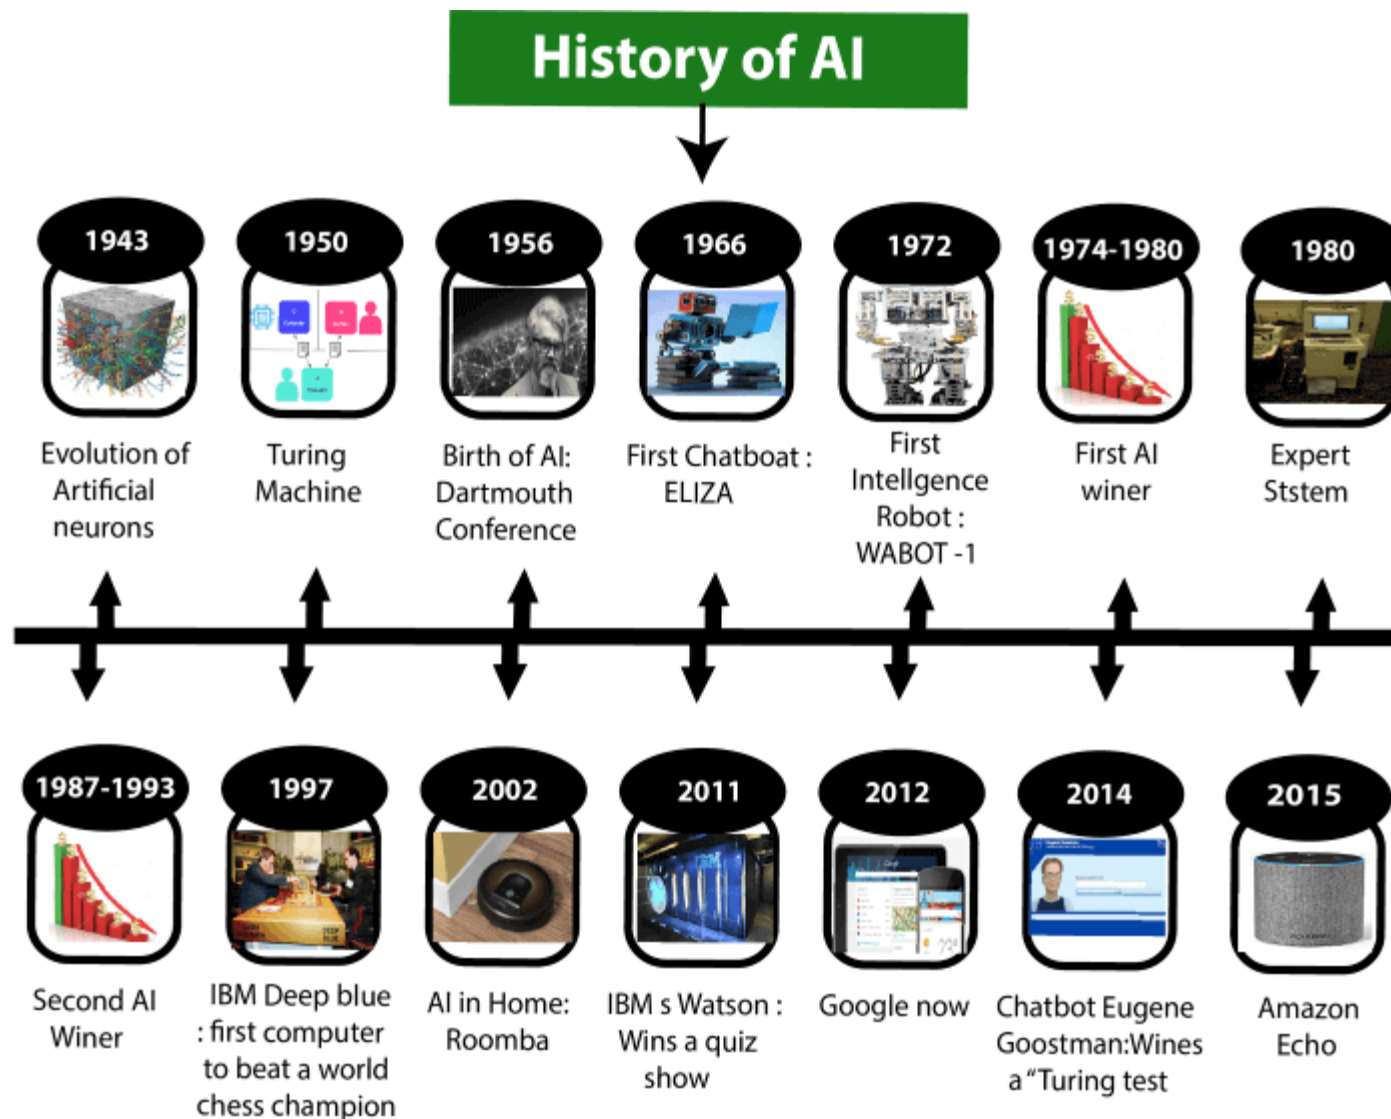 History of AI
1943
1950
1956
1966
1972
1974-1980
1980
Evolution of
Artificial
neurons
Turing
Machine
Birth of AI:
Dartmouth
Conference
First Chatboat :
ELIZA
First
Intellgence
Robot :
WABOT -1
First AI
winer
Expert
Ststem
1987-1993
1997
2002
2011
2012
2014
2015
DEEP
BLUE
IBM
Second AI
Winer
IBM Deep blue
: first computer
to beat a world
chess champion
AI in Home:
Roomba
IBM s Watson :
Wins a quiz
show
Google now
Chatbot Eugene
Goostman:Wines
a “Turing test
Amazon
Echo